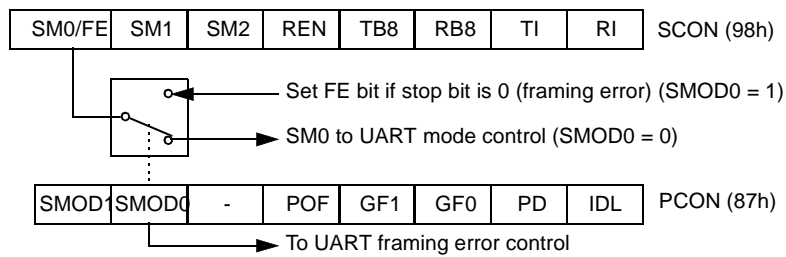 SM0/FE SM1 SM2 REN TB8 RB8 TI RI SCON (98h)
Set FE bit if stop bit is 0 (framing error) (SMOD0 = 1)
SM0 to UART mode control (SMOD0 = 0)
SMOD1 SMOD0 - POF GF1 GF0 PD IDL PCON (87h)
To UART framing error control